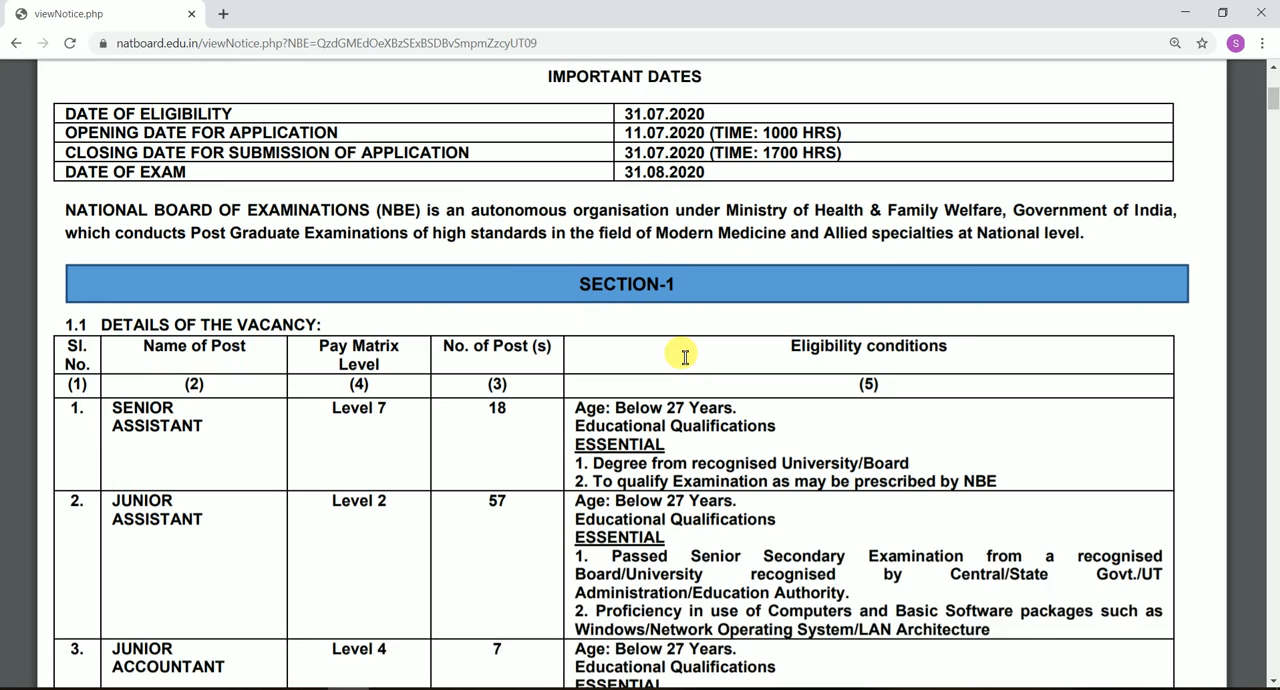 viewNotice.php
natboard.edu.in/viewNotice.php?NBE=QzdGMEdOeXBzSExBSDBvSmpmZzcyUT09
S
IMPORTANT DATES
DATE OF ELIGIBILITY 31.07.2020
OPENING DATE FOR APPLICATION 11.07.2020 (TIME: 1000 HRS)
CLOSING DATE FOR SUBMISSION OF APPLICATION 31.07.2020 (TIME: 1700 HRS)
DATE OF EXAM 31.08.2020
NATIONAL BOARD OF EXAMINATIONS (NBE) is an autonomous organisation under Ministry of Health & Family Welfare, Government of India,
which conducts Post Graduate Examinations of high standards in the field of Modern Medicine and Allied specialties at National level.
SECTION-1
1.1 DETAILS OF THE VACANCY:
Sl. No. Name of Post Pay Matrix Level No. of Post (s) Eligibility conditions
(1) (2) (4) (3) (5)
1. SENIOR ASSISTANT Level 7 18 Age: Below 27 Years.
Educational Qualifications
ESSENTIAL
1. Degree from recognised University/Board
2. To qualify Examination as may be prescribed by NBE
2. JUNIOR ASSISTANT Level 2 57 Age: Below 27 Years.
Educational Qualifications
ESSENTIAL
1. Passed Senior Secondary Examination from a recognised
Board/University recognised by Central/State Govt./UT
Administration/Education Authority.
2. Proficiency in use of Computers and Basic Software packages such as
Windows/Network Operating System/LAN Architecture
3. JUNIOR ACCOUNTANT Level 4 7 Age: Below 27 Years.
Educational Qualifications
ESSENTIAL